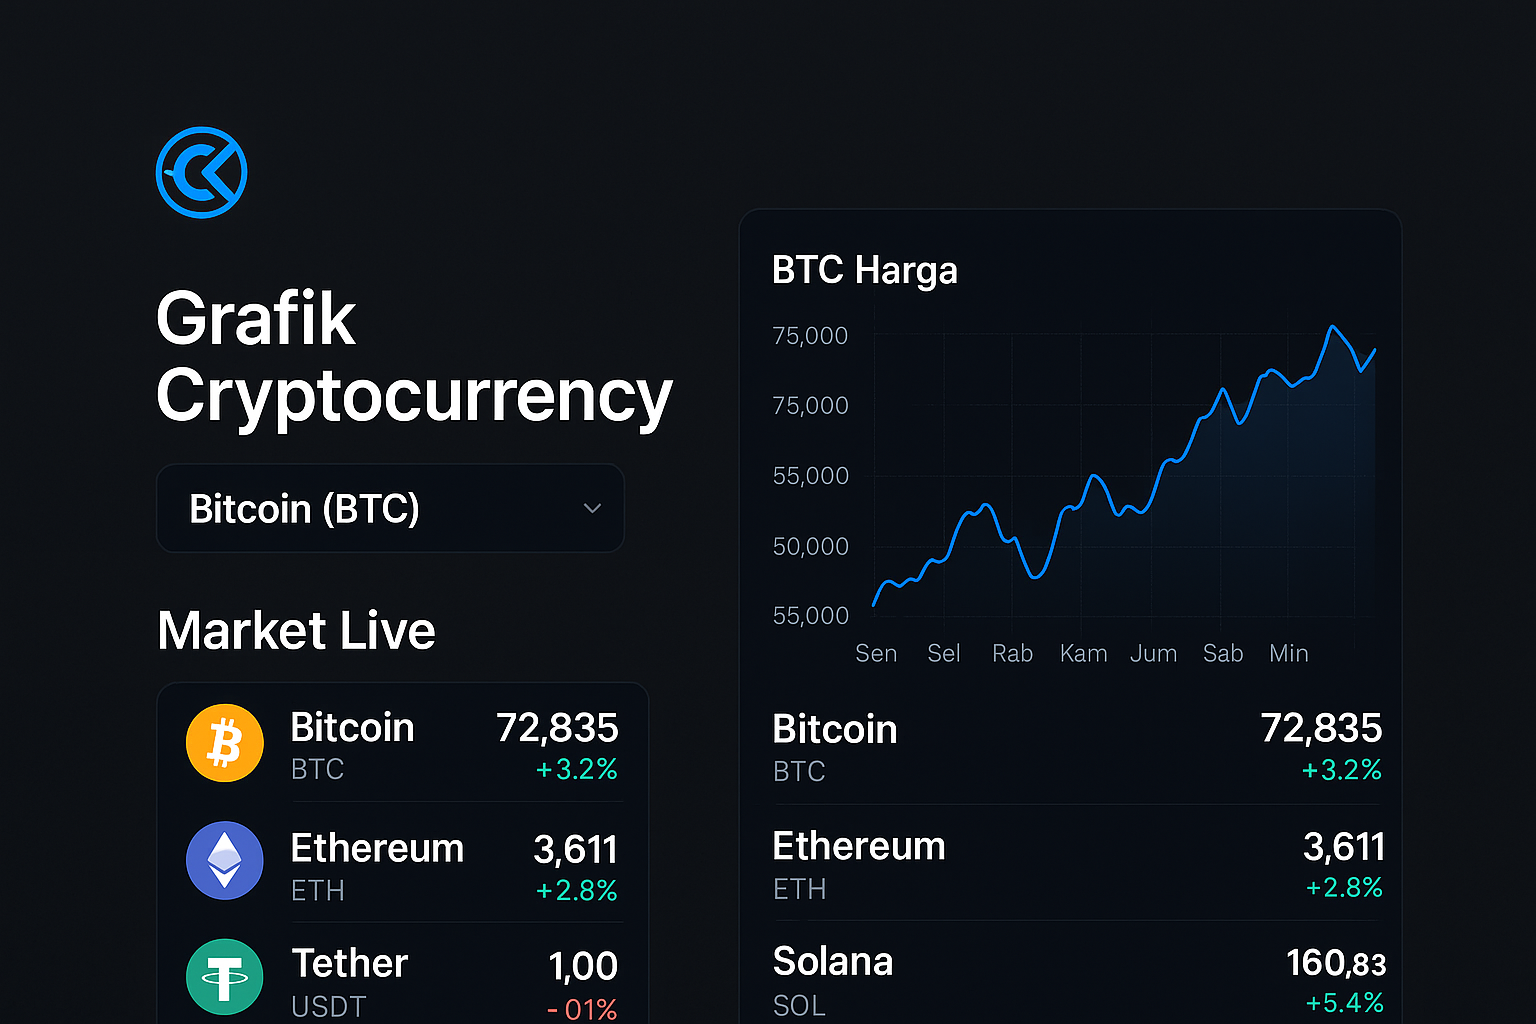 Grafik
Cryptocurrency
Bitcoin (BTC)
Market Live
Bitcoin 72,835
BTC +3.2%
Ethereum 3,611
ETH +2.8%
Tether 1,00
USDT - 01%
BTC Harga
75,000
75,000
55,000
50,000
55,000
Sen Sel Rab Kam Jum Sab Min
Bitcoin 72,835
BTC +3.2%
Ethereum 3,611
ETH +2.8%
Solana 160,83
SOL +5.4%